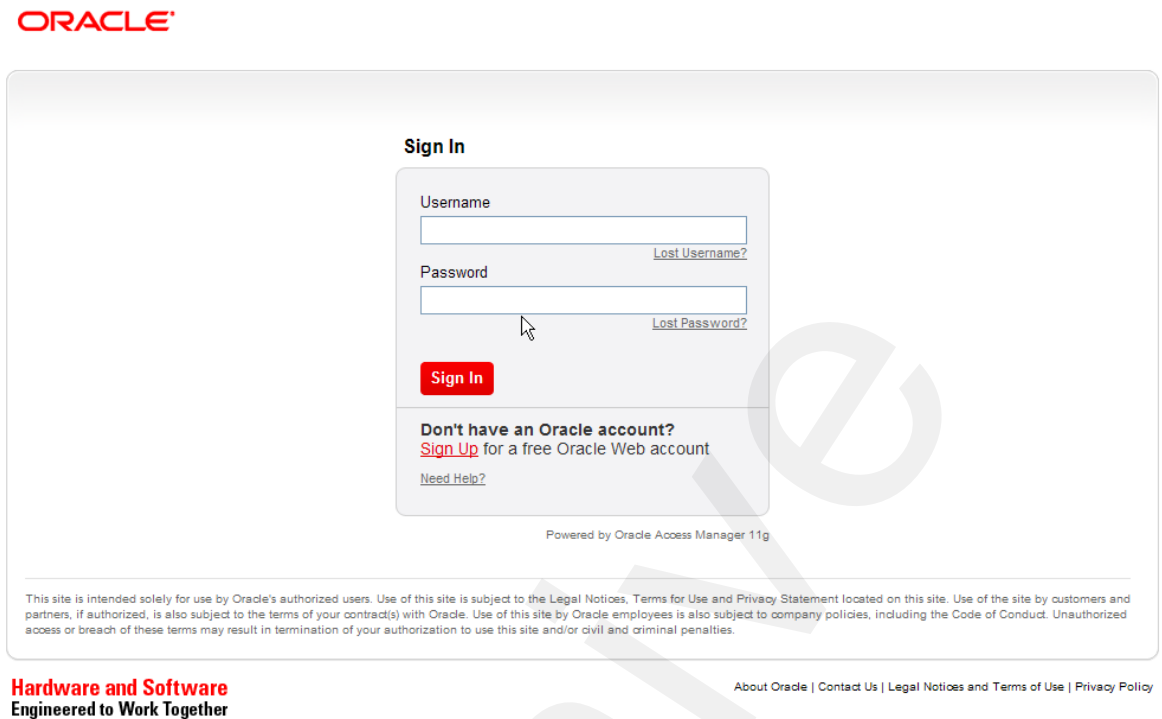 ORACLE
Sign In
Username
Lost Username?
Password
Lost Password?
Sign In
Don't have an Oracle account?
Sign Up for a free Oracle Web account
Need Help?
Powered by Oracle Access Manager 11g
This site is intended solely for use by Oracle's authorized users. Use of this site is subject to the Legal Notices, Terms for Use and Privacy Statement located on this site. Use of the site by customers and
partners, if authorized, is also subject to the terms of your contract(s) with Oracle. Use of this site by Oracle employees is also subject to company policies, including the Code of Conduct. Unauthorized
access or breach of these terms may result in termination of your authorization to use this site and/or civil and criminal penalties.
Hardware and Software
Engineered to Work Together
About Oracle | Contact Us | Legal Notices and Terms of Use | Privacy Policy